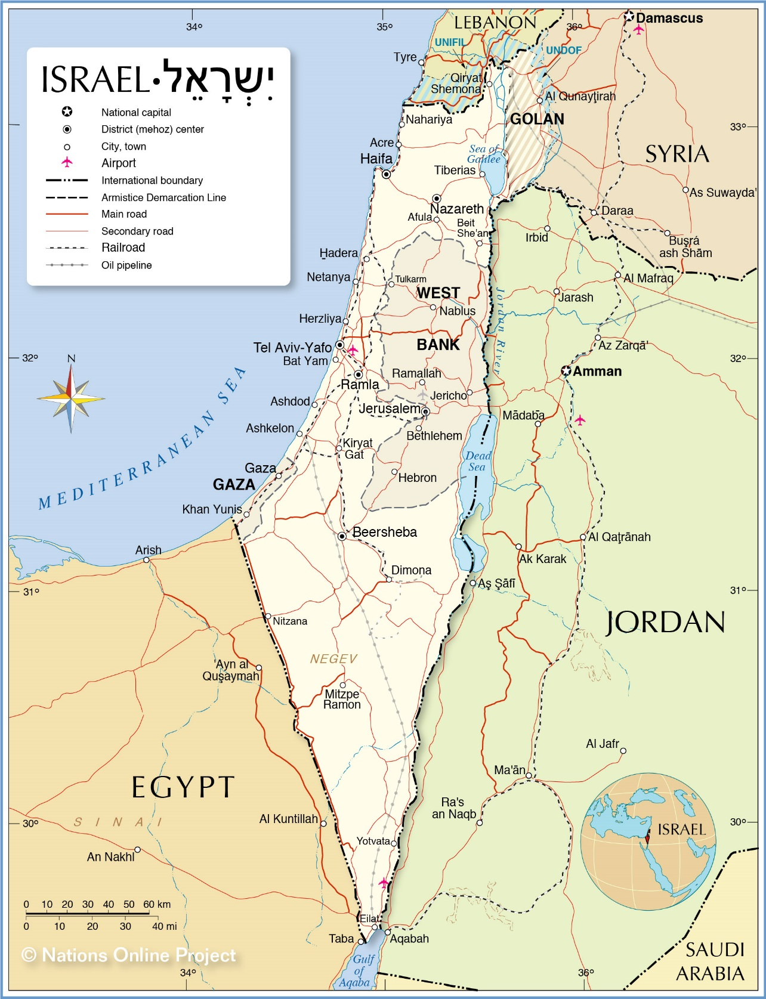 34°
35°
36°
LEBANON
Damascus
UNIFIL
UNDOF
Tyre
Qiryat
Shemona
Al Qunayţirah
ISRAEL•יִשְׂרָאֵל
National capital
District (mehoz) center
City, town
Airport
International boundary
Armistice Demarcation Line
Main road
Secondary road
Railroad
Oil pipeline
Nahariya
GOLAN
33°
Acre
Haifa
Sea of
Galilee
SYRIA
Tiberias
As Suwayda'
Nazareth
Afula
Daraa
Beit
She'an
Irbid
Buşrá
ash Shām
Ḥadera
Netanya
Tulkarm
Al Mafraq
WEST
Nablus
Jarash
Jordan River
Herzliya
Tel Aviv-Yafo
BANK
Az Zarqā'
Bat Yam
32°
32°
N
MEDITERRANEAN SEA
Ramallah
Amman
Ramla
Jericho
Ashdod
Jerusalem
Mādabā
Ashkelon
Bethlehem
Kiryat
Gat
Dead
Sea
Gaza
GAZA
Hebron
Khan Yunis
Beersheba
Al Qaţrānah
Arish
Ak Karak
Dimona
Aş Şāfī
31°
31°
Nitzana
JORDAN
NEGEV
'Ayn al
Quşaymah
Mitzpe
Ramon
Al Jafr
Ma'ān
EGYPT
Ra's
an Naqb
SINAI
30°
Al Kuntillah
ISRAEL
30°
Yotvata
An Nakhl
0 10 20 30 40 50 60 km
0 10 20 30 40 mi
Eilat
Taba
Aqabah
© Nations Online Project
Gulf
of
Aqaba
SAUDI
ARABIA
34°
36°